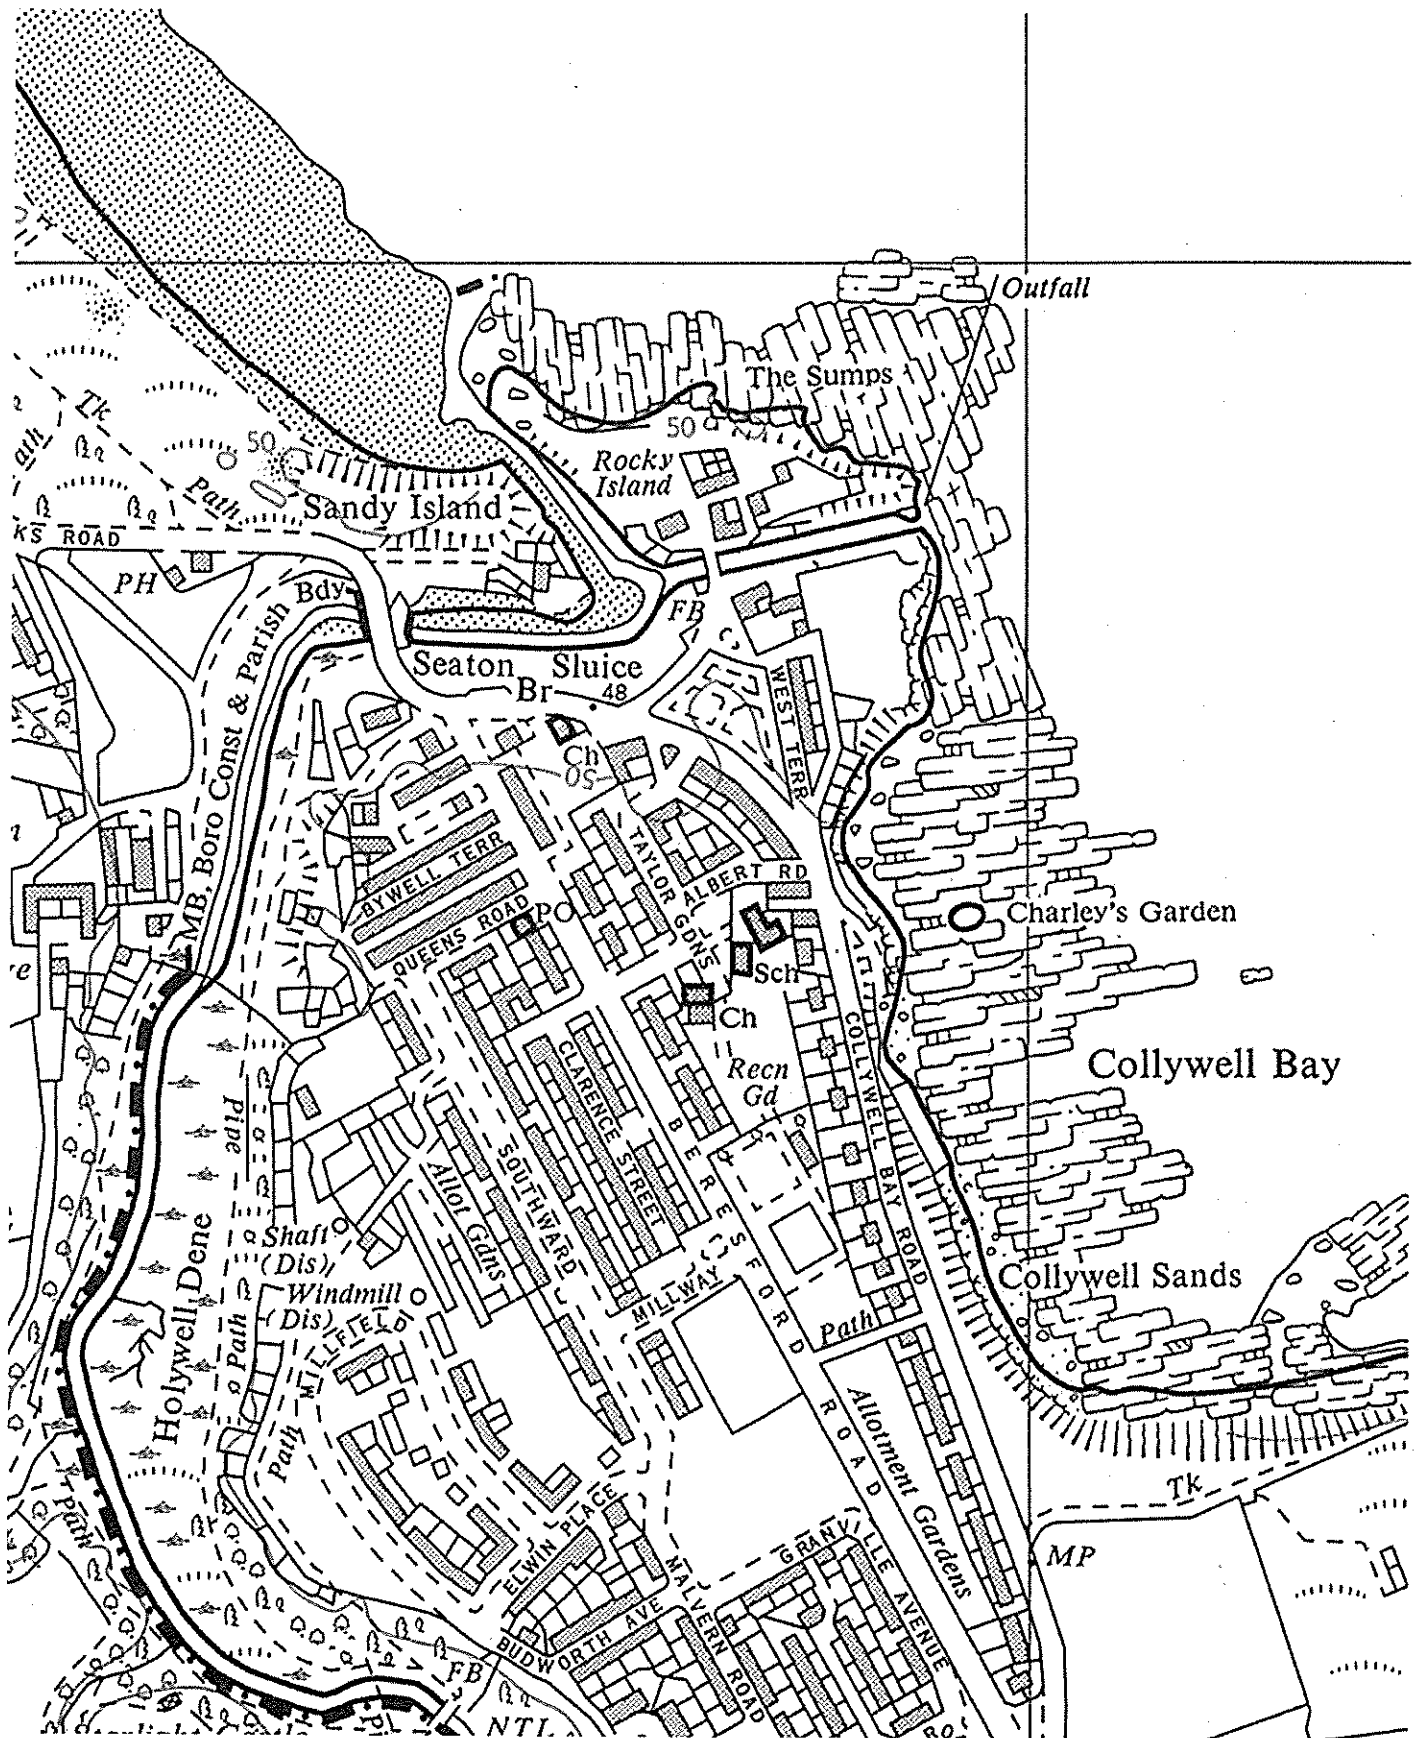 Outfall
The Sumps
50
Rocky
Island
Tk
Path
50
Path
Sandy Island
KS ROAD
PH
Bdy
FB
Seaton Sluice
Br
48
WEST TERR
Ch
50
MB, Boro Const & Parish
TAYLOR GDNS
ALBERT RD
BYWELL TERR
QUEENS ROAD
PO
Charley's Garden
Sch
Ch
COLLYWELL BAY ROAD
Collywell Bay
Recn
Gd
CLARENCE STREET
BERESFORD ROAD
Pipe
SOUTHWARD
Allot Gdns
Shaft
(Dis)
Windmill
(Dis)
MILLFIELD
MILLWAY
Collywell Sands
Path
Holywell Dene
Path
Path
Allotment Gardens
Tk
Path
ELWIN PLACE
GRANVILLE AVENUE
MP
MALVERN ROAD
BUDWORTH AVE
FB
NTL
RO